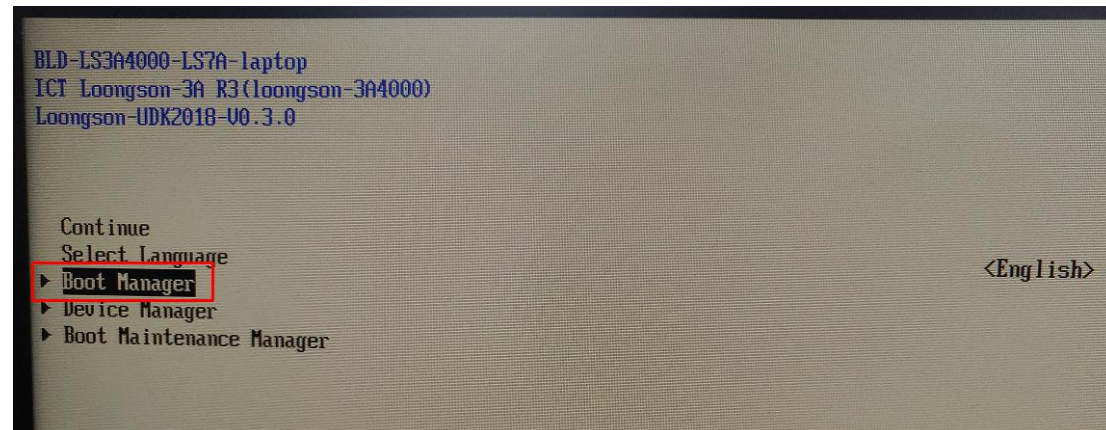 BLD-LS3A4000-LS7A-laptop
ICT Loongson-3A R3(loongson-3A4000)
Loongson-UDK2018-V0.3.0
Continue
Select Language <English>
Boot Manager
Device Manager
Boot Maintenance Manager